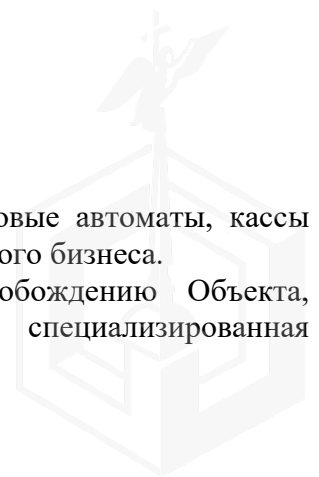 овые автоматы, кассы
ого бизнеса.
обождению Объекта,
специализированная